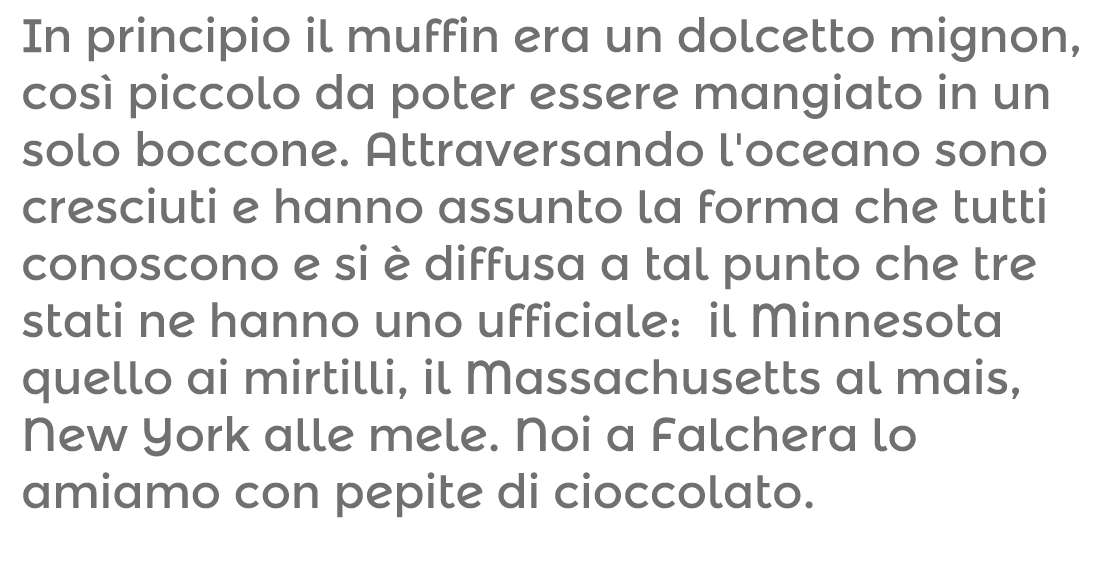 In principio il muffin era un dolcetto mignon,
così piccolo da poter essere mangiato in un
solo boccone. Attraversando l'oceano sono
cresciuti e hanno assunto la forma che tutti
conoscono e si è diffusa a tal punto che tre
stati ne hanno uno ufficiale:  il Minnesota
quello ai mirtilli, il Massachusetts al mais,
New York alle mele. Noi a Falchera lo
amiamo con pepite di cioccolato.